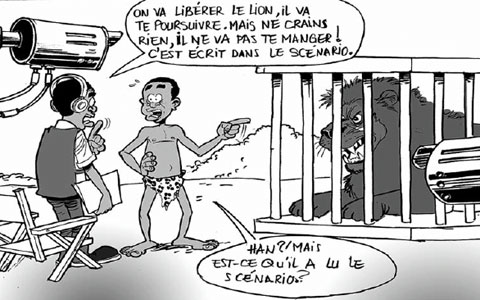 ON VA LIBÉRER LE LION, IL VA
TE POURSUIVRE. MAIS NE CRAINS
RIEN, IL NE VA PAS TE MANGER!
C'EST ÉCRIT DANS LE SCÉNARIO.
HAN?! MAIS
EST-CE QU'IL A LU LE
SCÉNARIO?